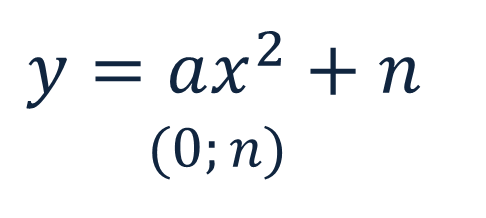 y = ax² + n
(0; n)